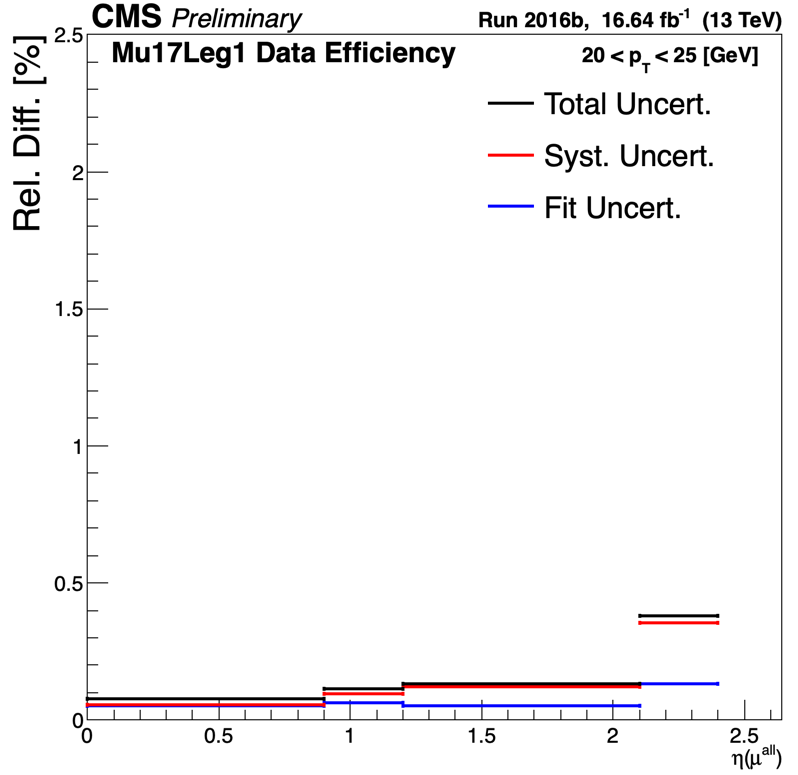 CMS Preliminary
Run 2016b, 16.64 fb⁻¹ (13 TeV)
Mu17Leg1 Data Efficiency
20 < p_T < 25 [GeV]
Total Uncert.
Syst. Uncert.
Fit Uncert.
Rel. Diff. [%]
2.5
2
1.5
1
0.5
0
0
0.5
1
1.5
2
2.5
η(μ^all)